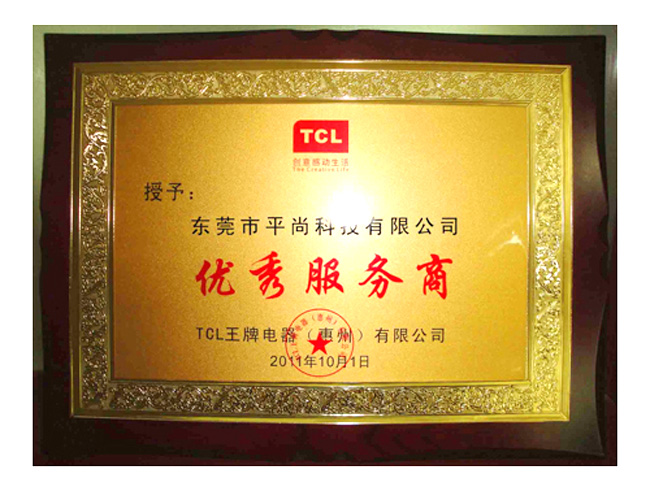 TCL
创意感动生活
The Creative Life
授予：
东莞市平尚科技有限公司
优秀服务商
TCL王牌电器（惠州）有限公司
2011年10月1日